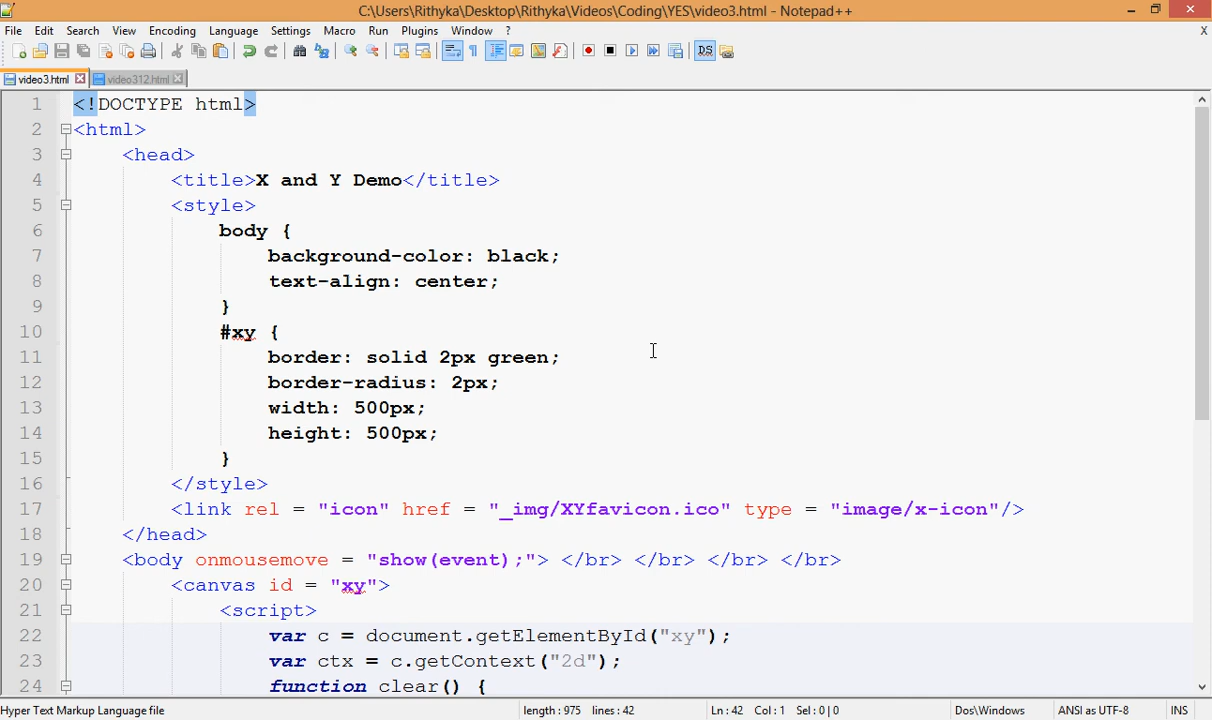 C:\Users\Rithyka\Desktop\Rithyka\Videos\Coding\YES\video3.html - Notepad++
File Edit Search View Encoding Language Settings Macro Run Plugins Window ? X
video3.html video312.html
1 <!DOCTYPE html>
2 <html>
3 <head>
4 <title>X and Y Demo</title>
5 <style>
6 body {
7 background-color: black;
8 text-align: center;
9 }
10 #xy {
11 border: solid 2px green;
12 border-radius: 2px;
13 width: 500px;
14 height: 500px;
15 }
16 </style>
17 <link rel = "icon" href = "_img/XYfavicon.ico" type = "image/x-icon"/>
18 </head>
19 <body onmousemove = "show(event);"> </br> </br> </br> </br>
20 <canvas id = "xy">
21 <script>
22 var c = document.getElementById("xy");
23 var ctx = c.getContext("2d");
24 function clear() {
Hyper Text Markup Language file length : 975 lines : 42 Ln : 42 Col : 1 Sel : 0 | 0 Dos\Windows ANSI as UTF-8 INS